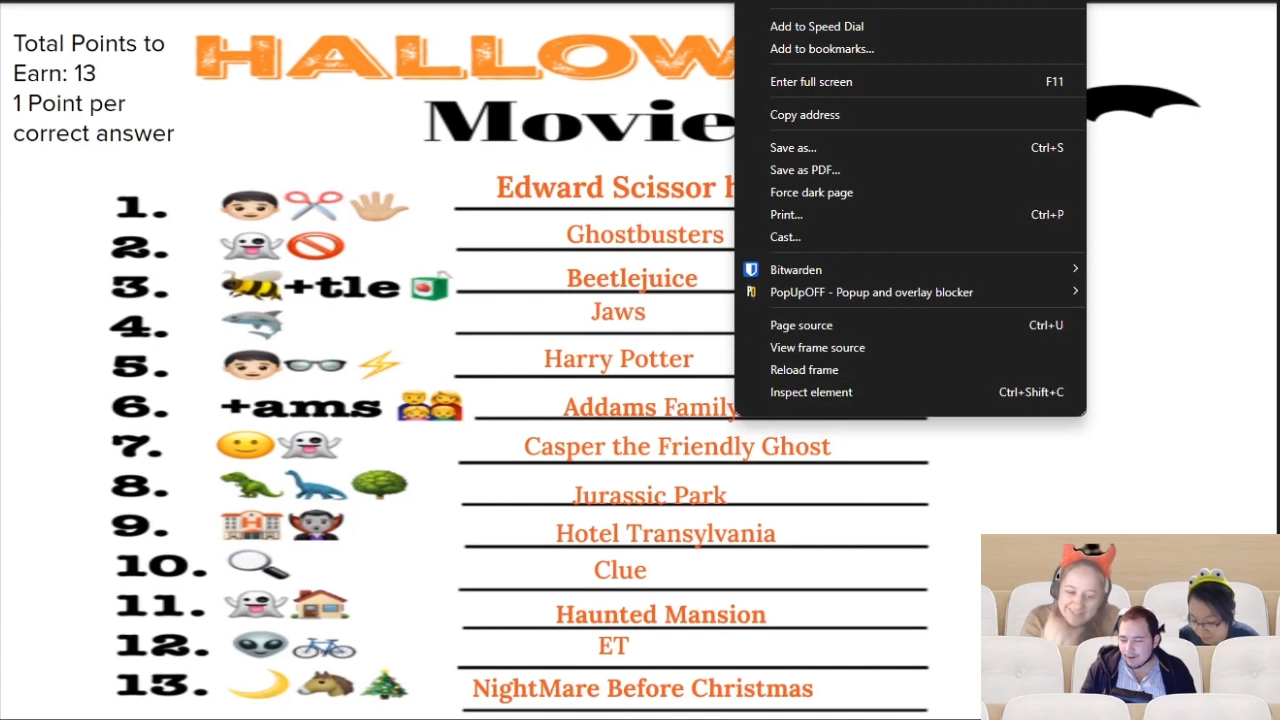 Total Points to
Earn: 13
1 Point per
correct answer
HALLOW
Movie
1. Edward Scissor h
2. Ghostbusters
3. +tle Beetlejuice
4. Jaws
5. Harry Potter
6. +ams Addams Family
7. Casper the Friendly Ghost
8. Jurassic Park
9. H Hotel Transylvania
10. Clue
11. Haunted Mansion
12. ET
13. NightMare Before Christmas
Add to Speed Dial
Add to bookmarks...
Enter full screen F11
Copy address
Save as... Ctrl+S
Save as PDF...
Force dark page
Print... Ctrl+P
Cast...
Bitwarden
PopUpOFF - Popup and overlay blocker
Page source Ctrl+U
View frame source
Reload frame
Inspect element Ctrl+Shift+C